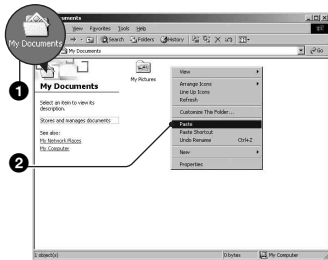 My Documents
View Favorites Tools Help
Search Folders History
My Documents
Go
My Documents
Select an item to view its
description.
Stores and manages documents
See also:
My Network Places
My Computer
My Pictures
View
Arrange Icons
Line Up Icons
Refresh
Customize This Folder...
Paste
Paste Shortcut
Undo Rename Ctrl+Z
New
Properties
1
2
1 object(s)
0 bytes
My Computer